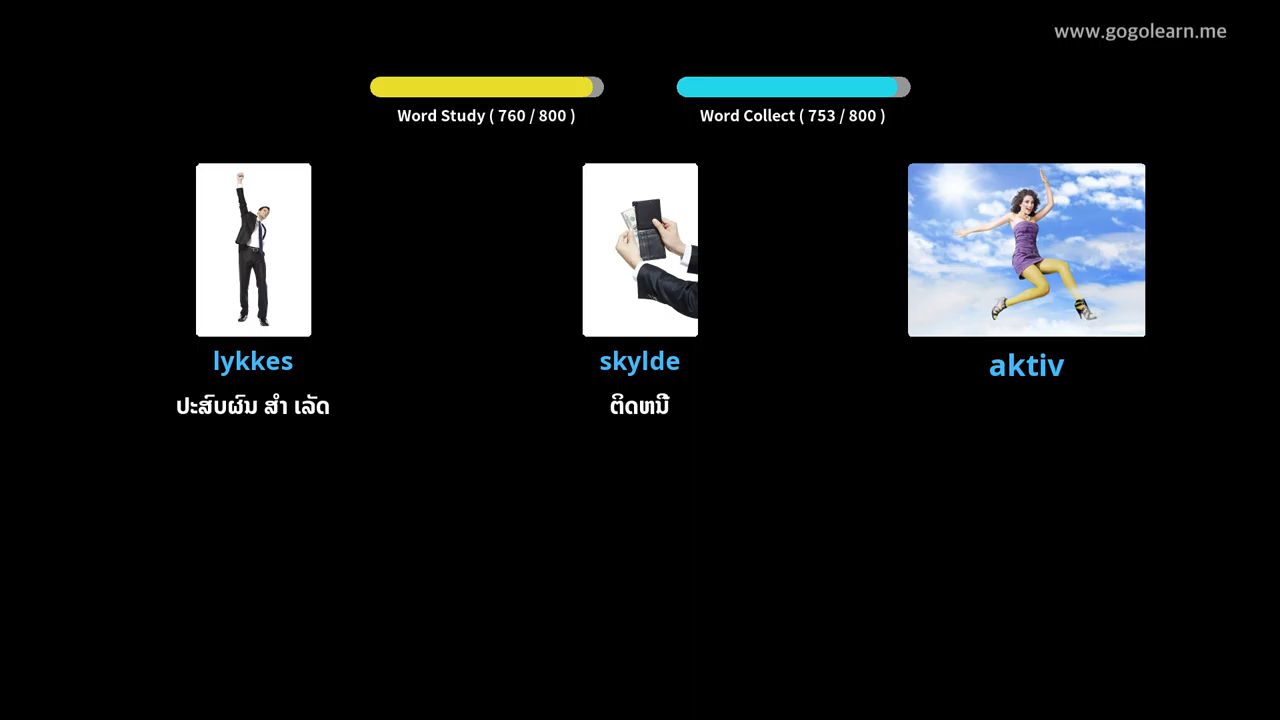 www.gogolearn.me
Word Study ( 760 / 800 )
Word Collect ( 753 / 800 )
lykkes
skylde
aktiv
ປະສົບຜົນ ສຳ ເລັດ
ຕິດຫນີ້